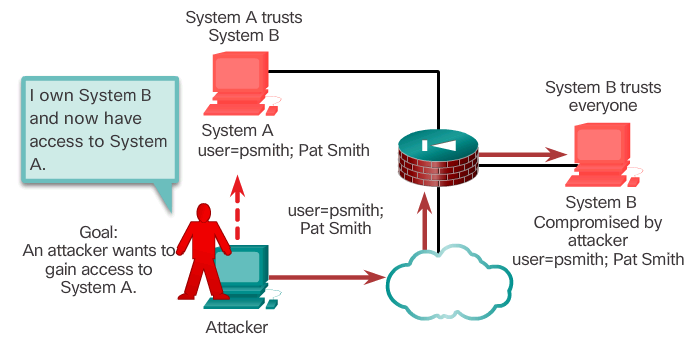 System A trusts
System B
I own System B
and now have
access to System
A.
System A
user=psmith; Pat Smith
System B trusts
everyone
System B
Compromised by
attacker
user=psmith; Pat Smith
user=psmith;
Pat Smith
Goal:
An attacker wants to
gain access to
System A.
Attacker